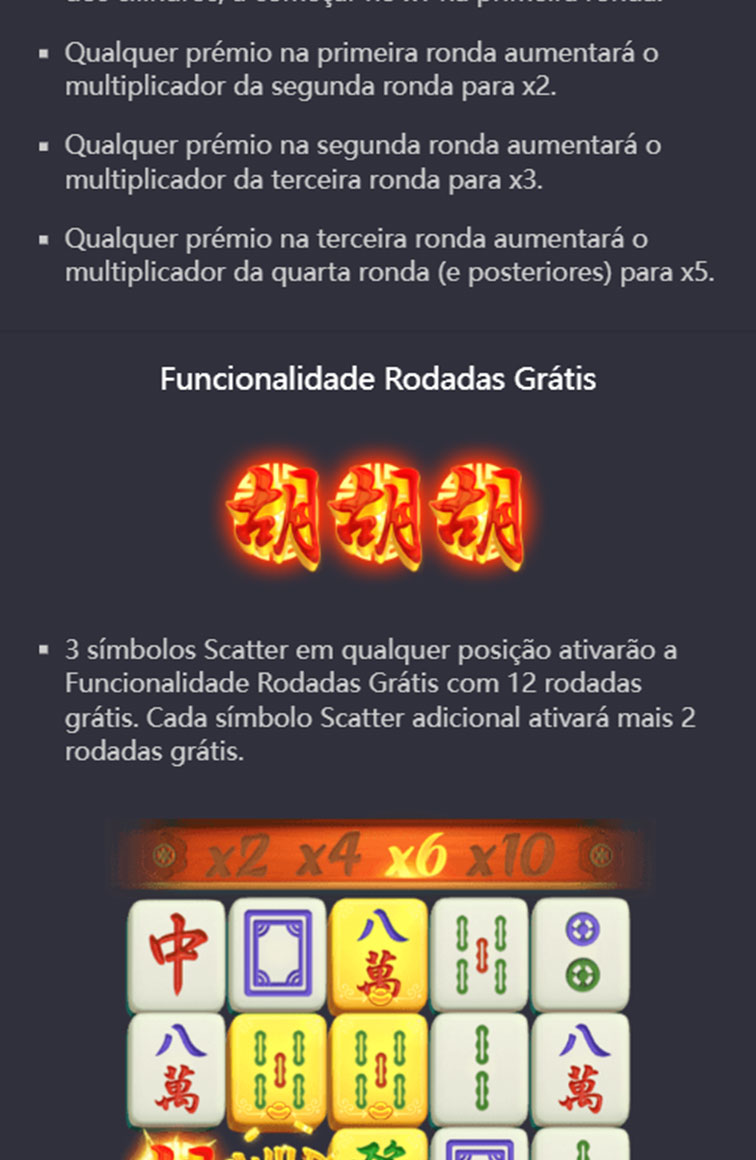 Qualquer prémio na primeira ronda aumentará o
multiplicador da segunda ronda para x2.
Qualquer prémio na segunda ronda aumentará o
multiplicador da terceira ronda para x3.
Qualquer prémio na terceira ronda aumentará o
multiplicador da quarta ronda (e posteriores) para x5.
Funcionalidade Rodadas Grátis
胡 胡 胡
3 símbolos Scatter em qualquer posição ativarão a
Funcionalidade Rodadas Grátis com 12 rodadas
grátis. Cada símbolo Scatter adicional ativará mais 2
rodadas grátis.
x2 x4 x6 x10
中 八萬
八萬 八萬